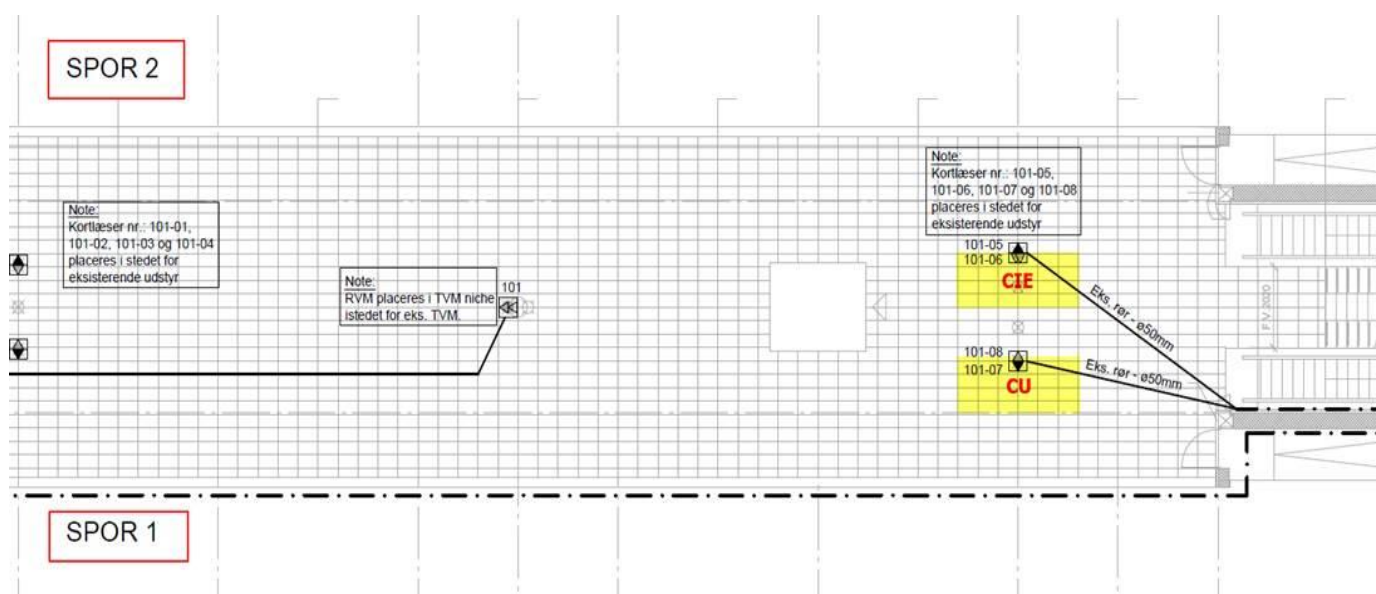 SPOR 2
Note:
Kortlæser nr.: 101-01,
101-02, 101-03 og 101-04
placeres i stedet for
eksisterende udstyr
Note:
RVM placeres i TVM niche
istedet for eks. TVM.
101
Note:
Kortlæser nr.: 101-05,
101-06, 101-07 og 101-08
placeres i stedet for
eksisterende udstyr
101-05
101-06
CIE
Eks. rør - ø50mm
101-08
101-07
CU
Eks. rør - ø50mm
F.V. 2020
SPOR 1